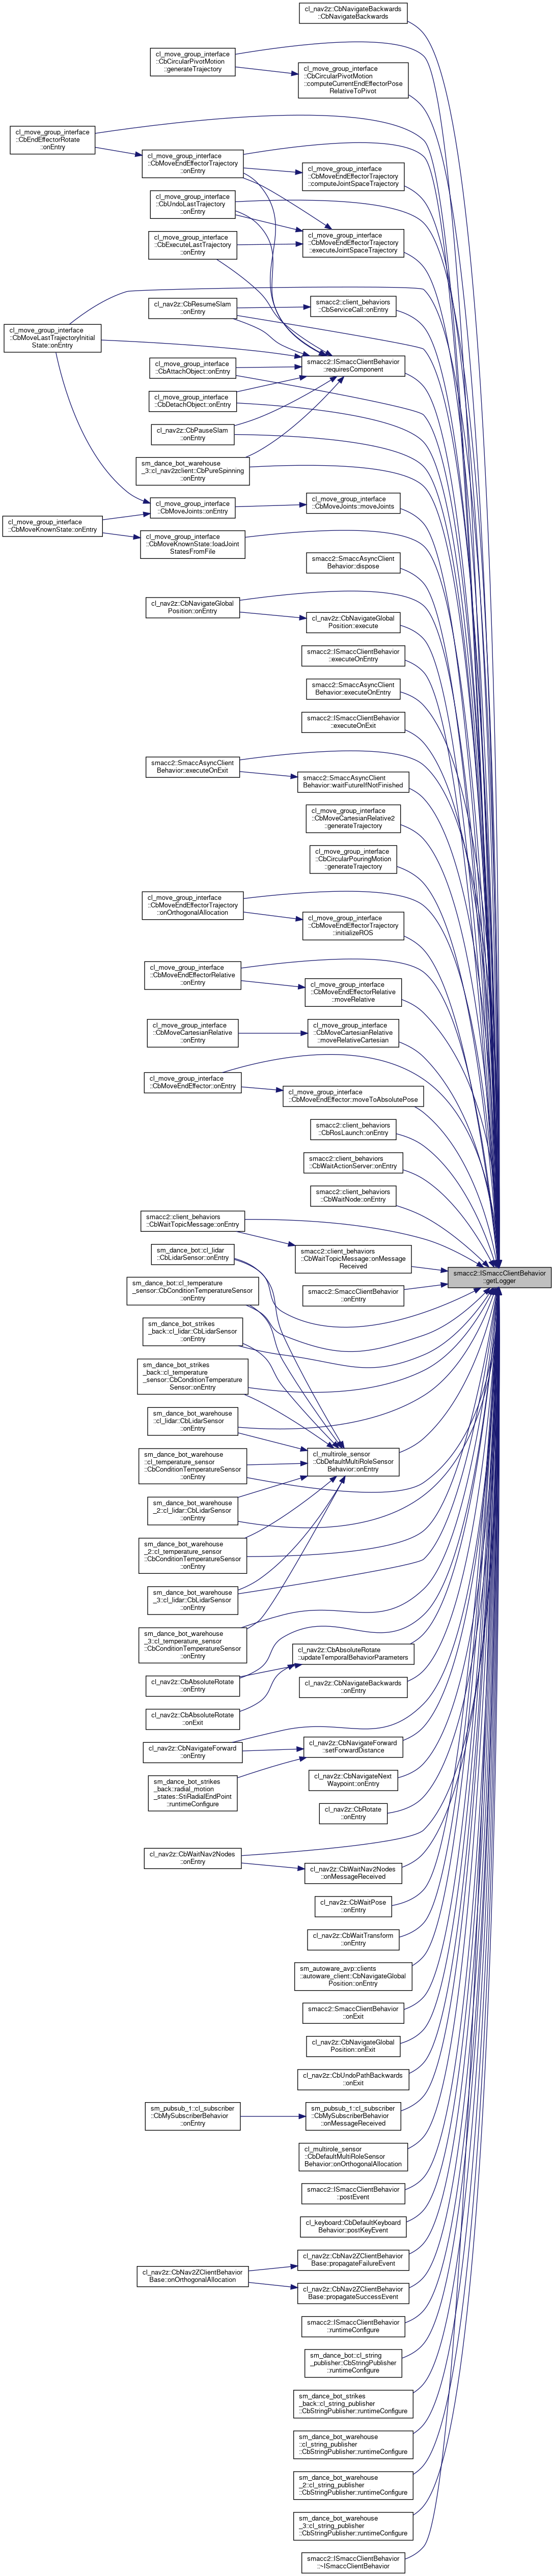 cl_nav2z::CbNavigateBackwards
::CbNavigateBackwards
cl_move_group_interface
::CbCircularPivotMotion
::generateTrajectory
cl_move_group_interface
::CbCircularPivotMotion
::computeCurrentEndEffectorPose
RelativeToPivot
cl_move_group_interface
::CbEndEffectorRotate
::onEntry
cl_move_group_interface
::CbMoveEndEffectorTrajectory
::onEntry
cl_move_group_interface
::CbMoveEndEffectorTrajectory
::computeJointSpaceTrajectory
cl_move_group_interface
::CbUndoLastTrajectory
::onEntry
cl_move_group_interface
::CbExecuteLastTrajectory
::onEntry
cl_move_group_interface
::CbMoveEndEffectorTrajectory
::executeJointSpaceTrajectory
cl_nav2z::CbResumeSlam
::onEntry
smacc2::client_behaviors
::CbServiceCall::onEntry
cl_move_group_interface
::CbMoveLastTrajectoryInitial
State::onEntry
cl_move_group_interface
::CbAttachObject::onEntry
smacc2::ISmaccClientBehavior
::requiresComponent
cl_move_group_interface
::CbDetachObject::onEntry
cl_nav2z::CbPauseSlam
::onEntry
sm_dance_bot_warehouse
_3::cl_nav2zclient::CbPureSpinning
::onEntry
cl_move_group_interface
::CbMoveJoints::onEntry
cl_move_group_interface
::CbMoveJoints::moveJoints
cl_move_group_interface
::CbMoveKnownState::onEntry
cl_move_group_interface
::CbMoveKnownState::loadJoint
StatesFromFile
smacc2::SmaccAsyncClient
Behavior::dispose
cl_nav2z::CbNavigateGlobal
Position::onEntry
cl_nav2z::CbNavigateGlobal
Position::execute
smacc2::ISmaccClientBehavior
::executeOnEntry
smacc2::SmaccAsyncClient
Behavior::executeOnEntry
smacc2::ISmaccClientBehavior
::executeOnExit
smacc2::SmaccAsyncClient
Behavior::executeOnExit
smacc2::SmaccAsyncClient
Behavior::waitFutureIfNotFinished
cl_move_group_interface
::CbMoveCartesianRelative2
::generateTrajectory
cl_move_group_interface
::CbCircularPouringMotion
::generateTrajectory
cl_move_group_interface
::CbMoveEndEffectorTrajectory
::onOrthogonalAllocation
cl_move_group_interface
::CbMoveEndEffectorTrajectory
::initializeROS
cl_move_group_interface
::CbMoveEndEffectorRelative
::onEntry
cl_move_group_interface
::CbMoveEndEffectorRelative
::moveRelative
cl_move_group_interface
::CbMoveCartesianRelative
::onEntry
cl_move_group_interface
::CbMoveCartesianRelative
::moveRelativeCartesian
cl_move_group_interface
::CbMoveEndEffector::onEntry
cl_move_group_interface
::CbMoveEndEffector::moveToAbsolutePose
smacc2::client_behaviors
::CbRosLaunch::onEntry
smacc2::client_behaviors
::CbWaitActionServer::onEntry
smacc2::client_behaviors
::CbWaitNode::onEntry
smacc2::client_behaviors
::CbWaitTopicMessage::onEntry
smacc2::client_behaviors
::CbWaitTopicMessage::onMessage
Received
smacc2::ISmaccClientBehavior
::getLogger
smacc2::SmaccClientBehavior
::onEntry
sm_dance_bot::cl_lidar
::CbLidarSensor::onEntry
sm_dance_bot::cl_temperature
_sensor::CbConditionTemperatureSensor
::onEntry
sm_dance_bot_strikes
_back::cl_lidar::CbLidarSensor
::onEntry
sm_dance_bot_strikes
_back::cl_temperature
_sensor::CbConditionTemperature
Sensor::onEntry
sm_dance_bot_warehouse
::cl_lidar::CbLidarSensor
::onEntry
sm_dance_bot_warehouse
::cl_temperature_sensor
::CbConditionTemperatureSensor
::onEntry
cl_multirole_sensor
::CbDefaultMultiRoleSensor
Behavior::onEntry
sm_dance_bot_warehouse
_2::cl_lidar::CbLidarSensor
::onEntry
sm_dance_bot_warehouse
_2::cl_temperature_sensor
::CbConditionTemperatureSensor
::onEntry
sm_dance_bot_warehouse
_3::cl_lidar::CbLidarSensor
::onEntry
sm_dance_bot_warehouse
_3::cl_temperature_sensor
::CbConditionTemperatureSensor
::onEntry
cl_nav2z::CbAbsoluteRotate
::updateTemporalBehaviorParameters
cl_nav2z::CbAbsoluteRotate
::onEntry
cl_nav2z::CbNavigateBackwards
::onEntry
cl_nav2z::CbAbsoluteRotate
::onExit
cl_nav2z::CbNavigateForward
::onEntry
cl_nav2z::CbNavigateForward
::setForwardDistance
sm_dance_bot_strikes
_back::radial_motion
_states::StiRadialEndPoint
::runtimeConfigure
cl_nav2z::CbNavigateNext
Waypoint::onEntry
cl_nav2z::CbRotate
::onEntry
cl_nav2z::CbWaitNav2Nodes
::onEntry
cl_nav2z::CbWaitNav2Nodes
::onMessageReceived
cl_nav2z::CbWaitPose
::onEntry
cl_nav2z::CbWaitTransform
::onEntry
sm_autoware_avp::clients
::autoware_client::CbNavigateGlobal
Position::onEntry
smacc2::SmaccClientBehavior
::onExit
cl_nav2z::CbNavigateGlobal
Position::onExit
cl_nav2z::CbUndoPathBackwards
::onExit
sm_pubsub_1::cl_subscriber
::CbMySubscriberBehavior
::onEntry
sm_pubsub_1::cl_subscriber
::CbMySubscriberBehavior
::onMessageReceived
cl_multirole_sensor
::CbDefaultMultiRoleSensor
Behavior::onOrthogonalAllocation
smacc2::ISmaccClientBehavior
::postEvent
cl_keyboard::CbDefaultKeyboard
Behavior::postKeyEvent
cl_nav2z::CbNav2ZClientBehavior
Base::onOrthogonalAllocation
cl_nav2z::CbNav2ZClientBehavior
Base::propagateFailureEvent
cl_nav2z::CbNav2ZClientBehavior
Base::propagateSuccessEvent
smacc2::ISmaccClientBehavior
::runtimeConfigure
sm_dance_bot::cl_string
_publisher::CbStringPublisher
::runtimeConfigure
sm_dance_bot_strikes
_back::cl_string_publisher
::CbStringPublisher::runtimeConfigure
sm_dance_bot_warehouse
::cl_string_publisher
::CbStringPublisher::runtimeConfigure
sm_dance_bot_warehouse
_2::cl_string_publisher
::CbStringPublisher::runtimeConfigure
sm_dance_bot_warehouse
_3::cl_string_publisher
::CbStringPublisher::runtimeConfigure
smacc2::ISmaccClientBehavior
::~ISmaccClientBehavior